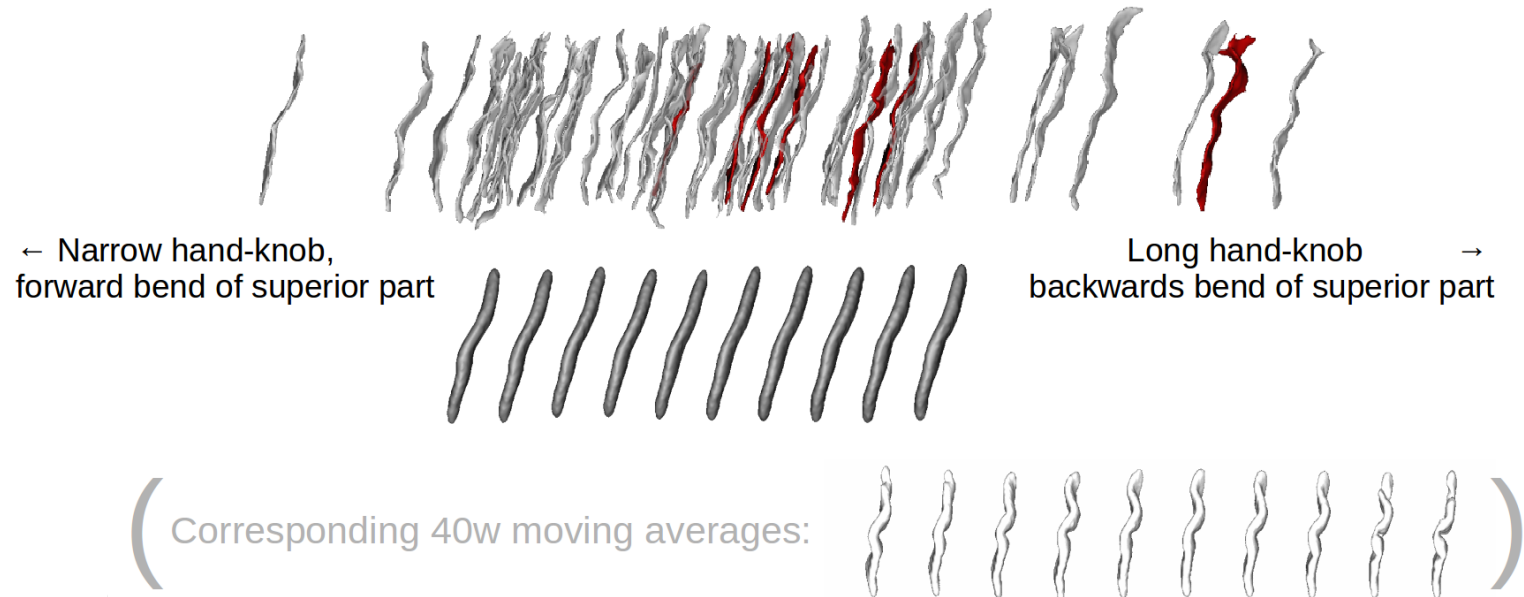 ← Narrow hand-knob,
forward bend of superior part
Long hand-knob →
backwards bend of superior part
( Corresponding 40w moving averages: )